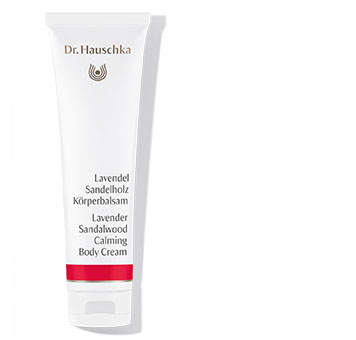 Dr. Hauschka
Lavendel
Sandelholz
Körperbalsam
Lavender
Sandalwood
Calming
Body Cream